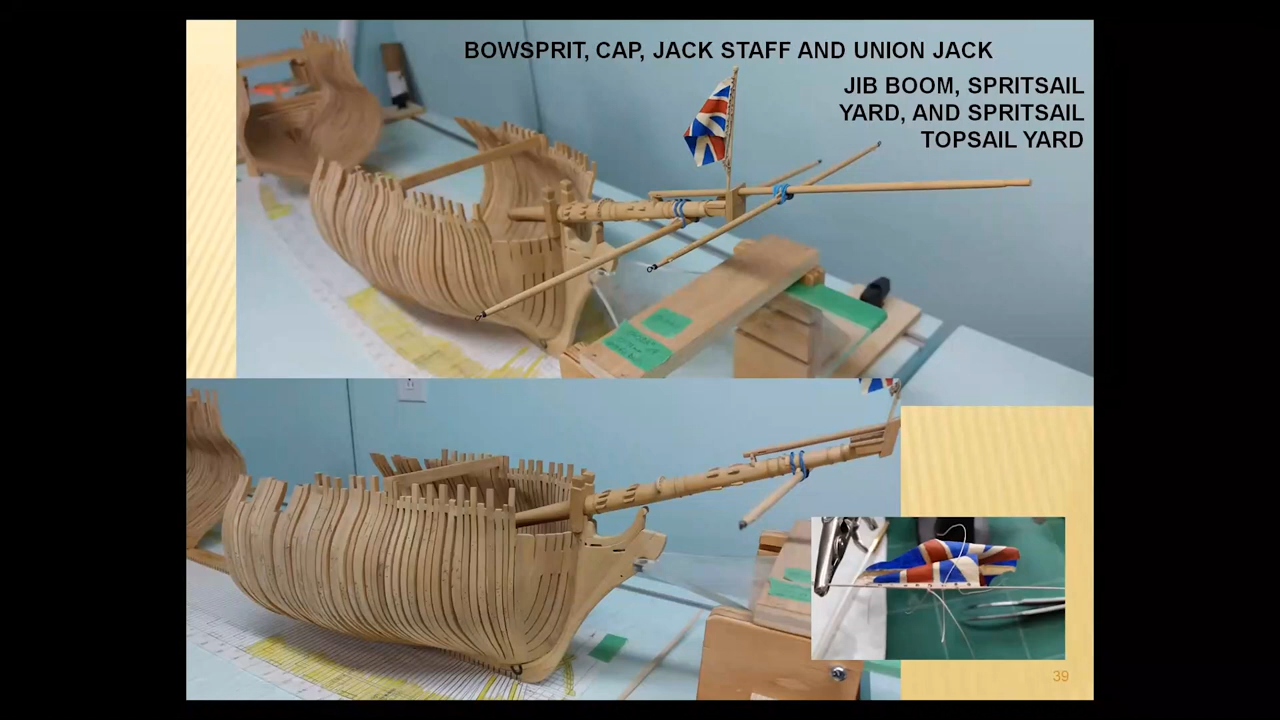 BOWSPRIT, CAP, JACK STAFF AND UNION JACK
JIB BOOM, SPRITSAIL
YARD, AND SPRITSAIL
TOPSAIL YARD
39